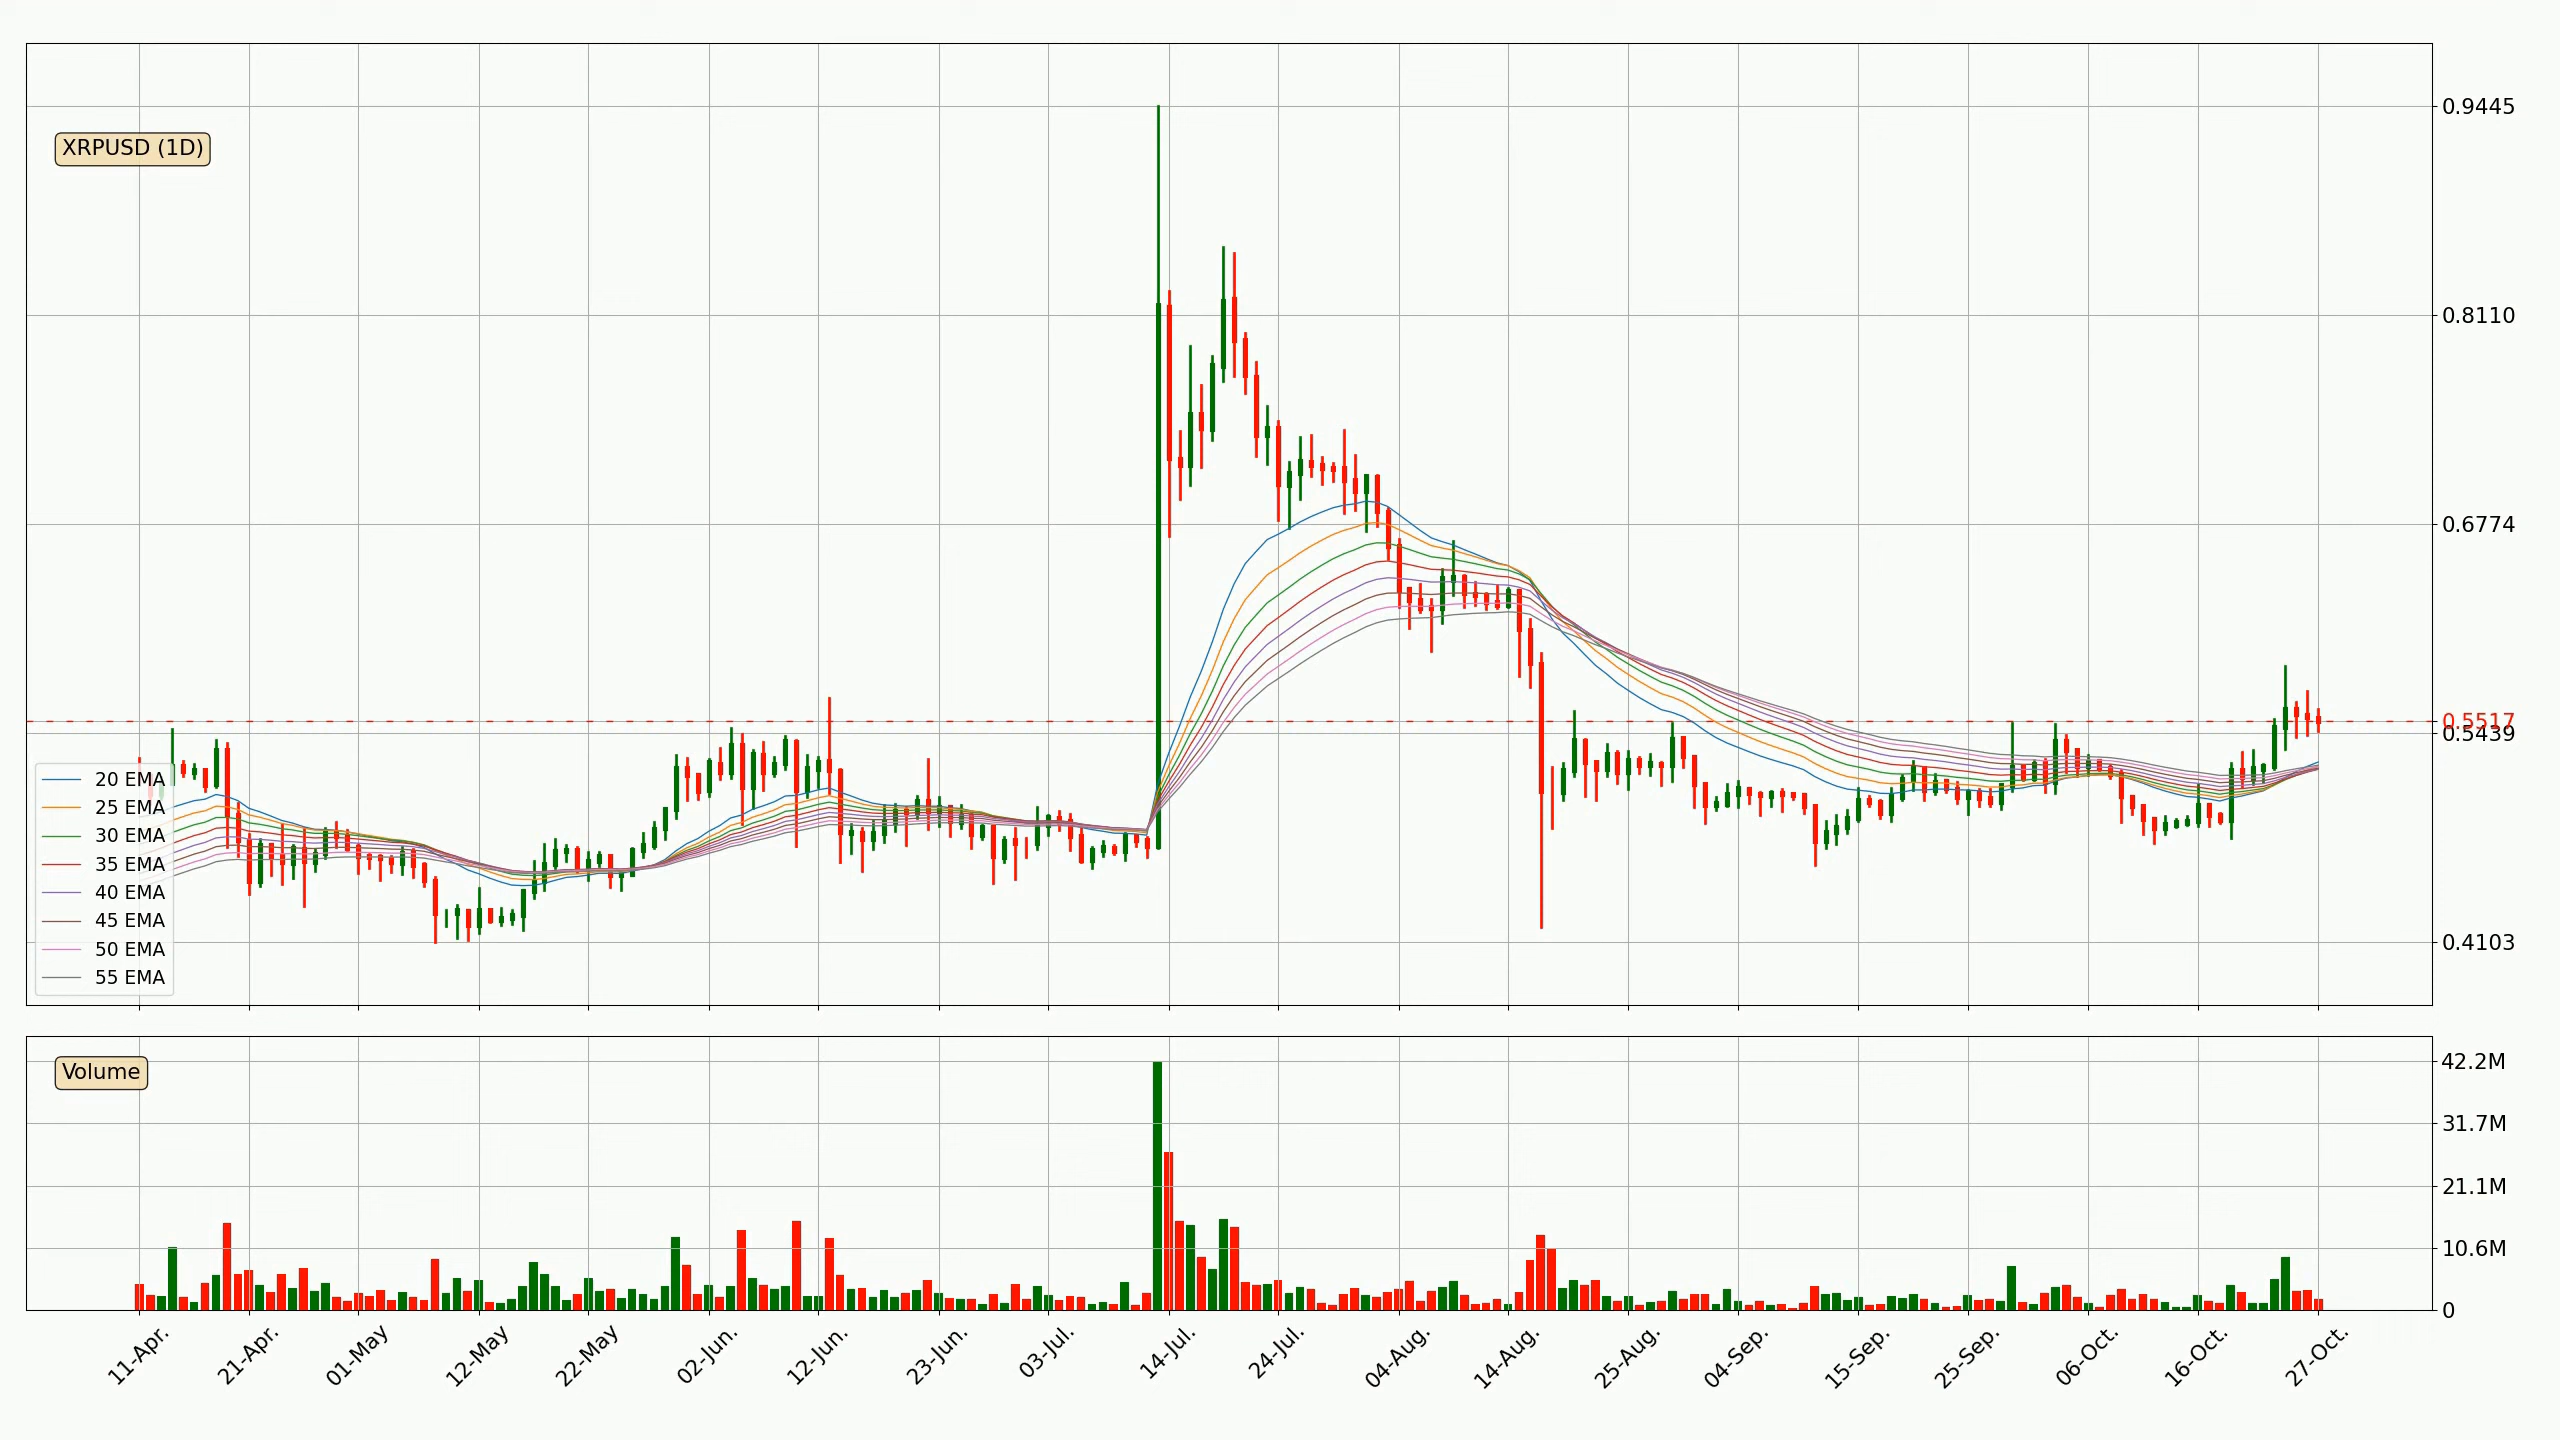 XRPUSD (1D)
0.9445
0.8110
0.6774
0.5517
0.5439
0.4103
20 EMA
25 EMA
30 EMA
35 EMA
40 EMA
45 EMA
50 EMA
55 EMA
Volume
42.2M
31.7M
21.1M
10.6M
0
11-Apr.
21-Apr.
01-May
12-May
22-May
02-Jun.
12-Jun.
23-Jun.
03-Jul.
14-Jul.
24-Jul.
04-Aug.
14-Aug.
25-Aug.
04-Sep.
15-Sep.
25-Sep.
06-Oct.
16-Oct.
27-Oct.